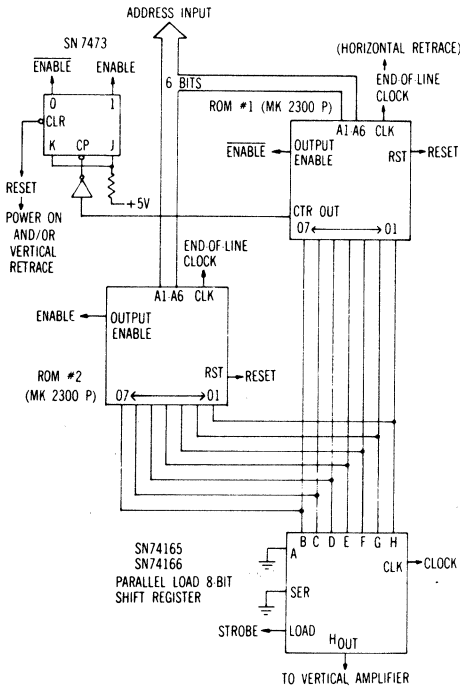 ADDRESS INPUT
SN 7473
ENABLE ENABLE
0 1
CLR
K CP J
+5V
RESET
POWER ON
AND/OR
VERTICAL
RETRACE
6 BITS
(HORIZONTAL RETRACE)
END-OF-LINE
CLOCK
ROM #1 (MK 2300 P)
A1-A6 CLK
ENABLE
OUTPUT
ENABLE
RST
RESET
CTR OUT
07 01
END-OF-LINE
CLOCK
A1-A6 CLK
ENABLE
OUTPUT
ENABLE
ROM #2
(MK 2300 P)
RST
RESET
07 01
B C D E F G H
A
SN74165
SN74166
PARALLEL LOAD 8-BIT
SHIFT REGISTER
CLK
CLOCK
SER
STROBE
LOAD
HOUT
TO VERTICAL AMPLIFIER